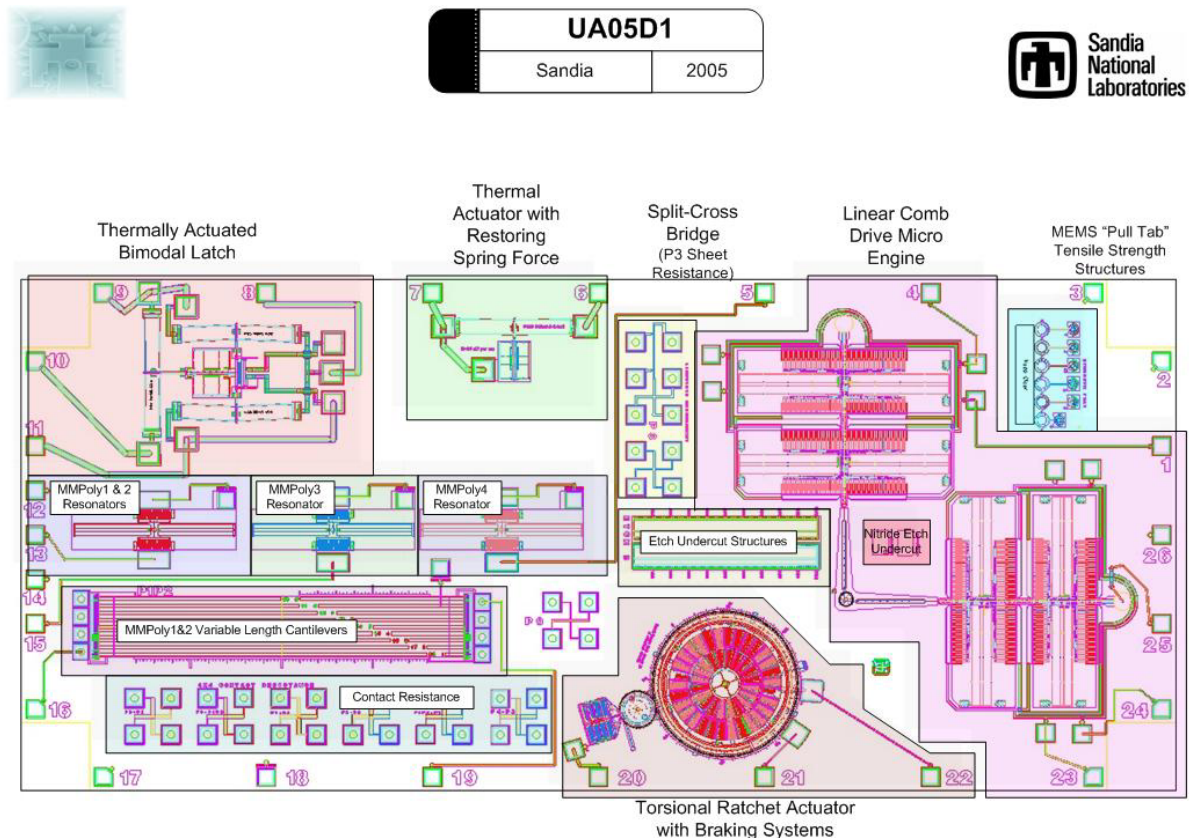 UA05D1
Sandia 2005
Sandia
National
Laboratories
Thermally Actuated
Bimodal Latch
Thermal
Actuator with
Restoring
Spring Force
Split-Cross
Bridge
(P3 Sheet
Resistance)
Linear Comb
Drive Micro
Engine
MEMS “Pull Tab”
Tensile Strength
Structures
9
8
7
6
5
4
3
2
10
11
1
MMPoly1 & 2
Resonators
MMPoly3
Resonator
MMPoly4
Resonator
12
13
Etch Undercut Structures
Nitride Etch
Undercut
26
14
P1P2
MMPoly1&2 Variable Length Cantilevers
15
25
16
4X4 CONTACT RESISTANCE
Contact Resistance
24
17
18
19
20
21
22
23
Torsional Ratchet Actuator
with Braking Systems